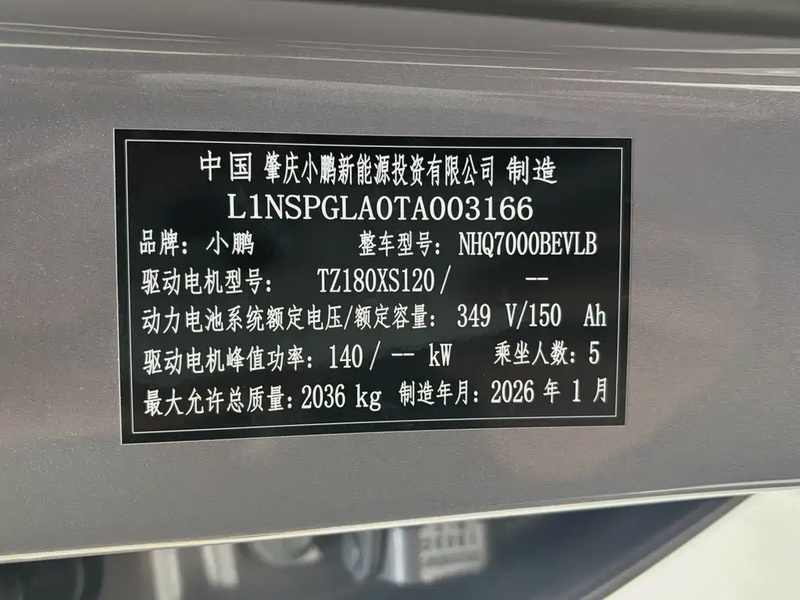 中国 肇庆小鹏新能源投资有限公司 制造
L1NSPGLA0TA003166
品牌：小鹏 整车型号：NHQ7000BEVLB
驱动电机型号： TZ180XS120/ --
动力电池系统额定电压/额定容量： 349 V/150 Ah
驱动电机峰值功率：140 / -- kW 乘坐人数：5
最大允许总质量：2036 kg 制造年月：2026 年 1 月